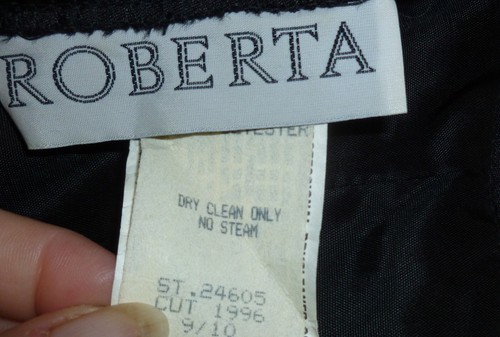 ROBERTA
DRY CLEAN ONLY
NO STEAM
ST.24605
CUT 1996
9/10